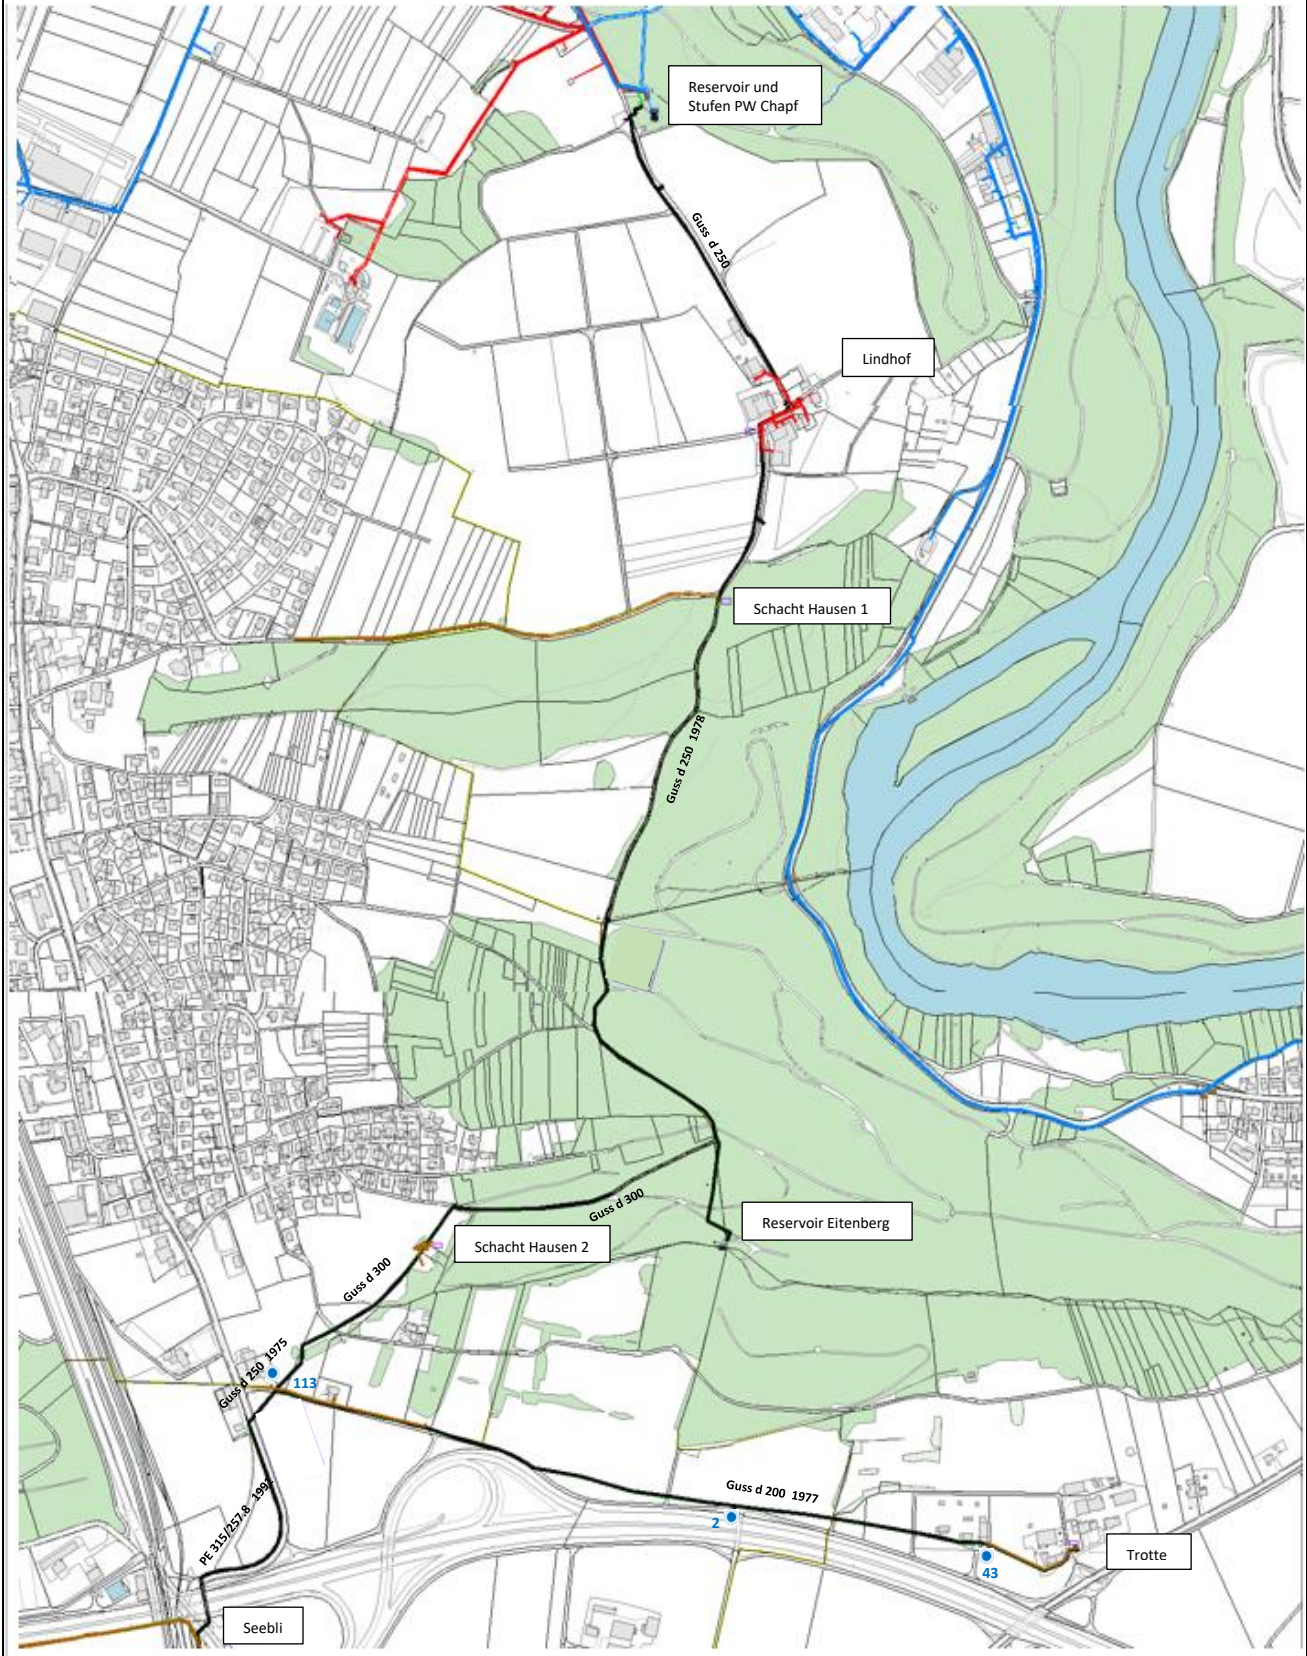 Reservoir und
Stufen PW Chapf
Guss d 250
Lindhof
Schacht Hausen 1
Guss d 250 1978
Guss d 300
Reservoir Eitenberg
Schacht Hausen 2
Guss d 300
Guss d 250 1975
113
PE 315/257.8 1992
Guss d 200 1977
2
43
Trotte
Seebli